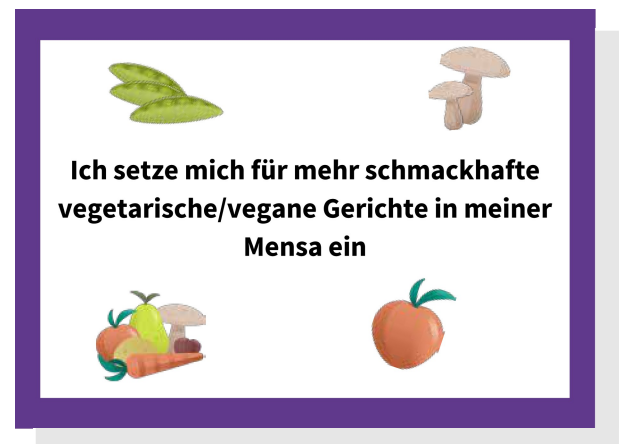 Ich setze mich für mehr schmackhafte
vegetarische/vegane Gerichte in meiner
Mensa ein